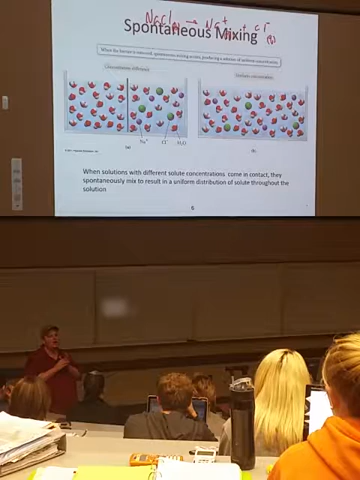 NaCl(s) → Na+ + Cl-
Spontaneous Mixing
When the barrier is removed, spontaneous mixing occurs, producing a solution of uniform concentration.
Concentration difference
Uniform concentration
Na+
Cl-
H₂O
(a)
(b)
When solutions with different solute concentrations come in contact, they
spontaneously mix to result in a uniform distribution of solute throughout the
solution
6